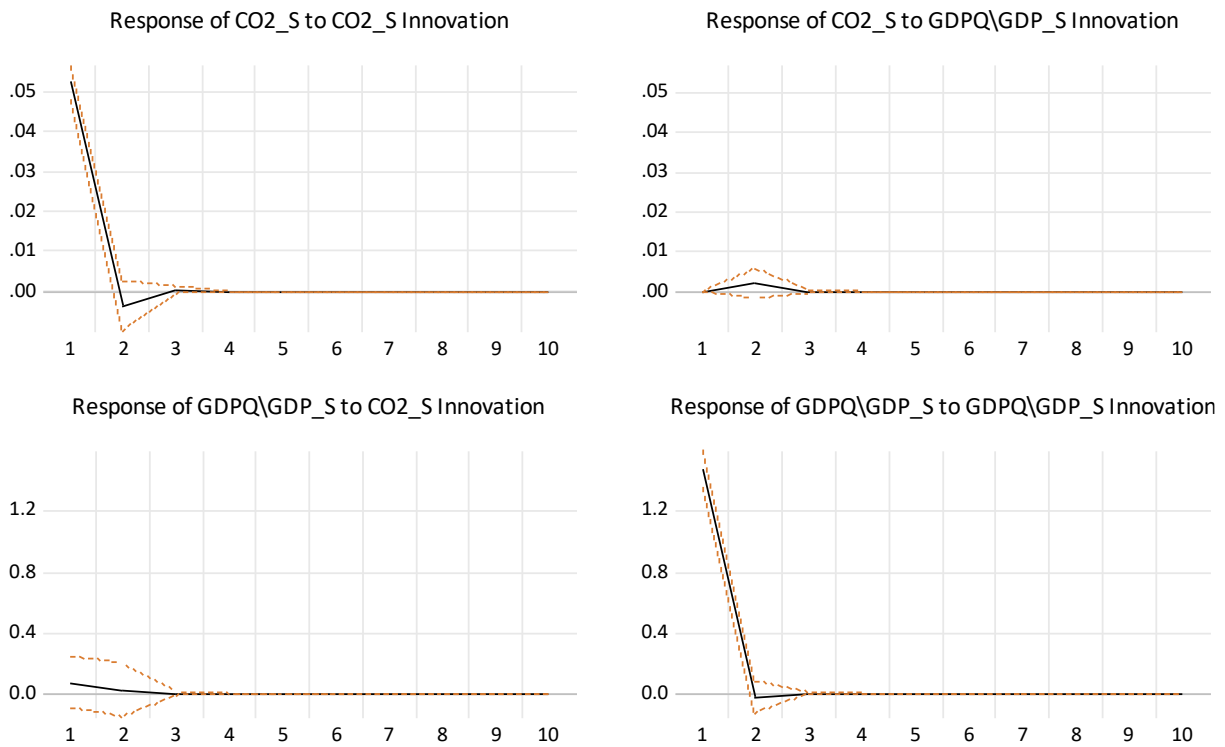 Response of CO2_S to CO2_S Innovation
.05
.04
.03
.02
.01
.00
1 2 3 4 5 6 7 8 9 10
Response of CO2_S to GDPQ\GDP_S Innovation
.05
.04
.03
.02
.01
.00
1 2 3 4 5 6 7 8 9 10
Response of GDPQ\GDP_S to CO2_S Innovation
1.2
0.8
0.4
0.0
1 2 3 4 5 6 7 8 9 10
Response of GDPQ\GDP_S to GDPQ\GDP_S Innovation
1.2
0.8
0.4
0.0
1 2 3 4 5 6 7 8 9 10